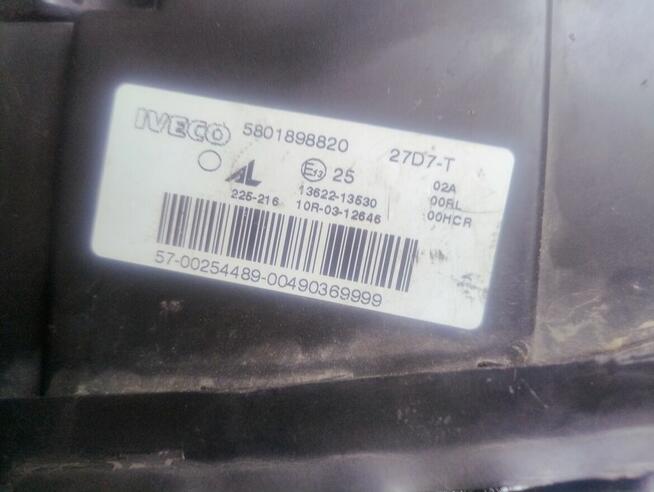 IVECO 5801898820 27D7-T
AL E13 25 02A
225-216 13622-13530 00RL
10R-03-12646 00HCR
57-00254489-00490369999